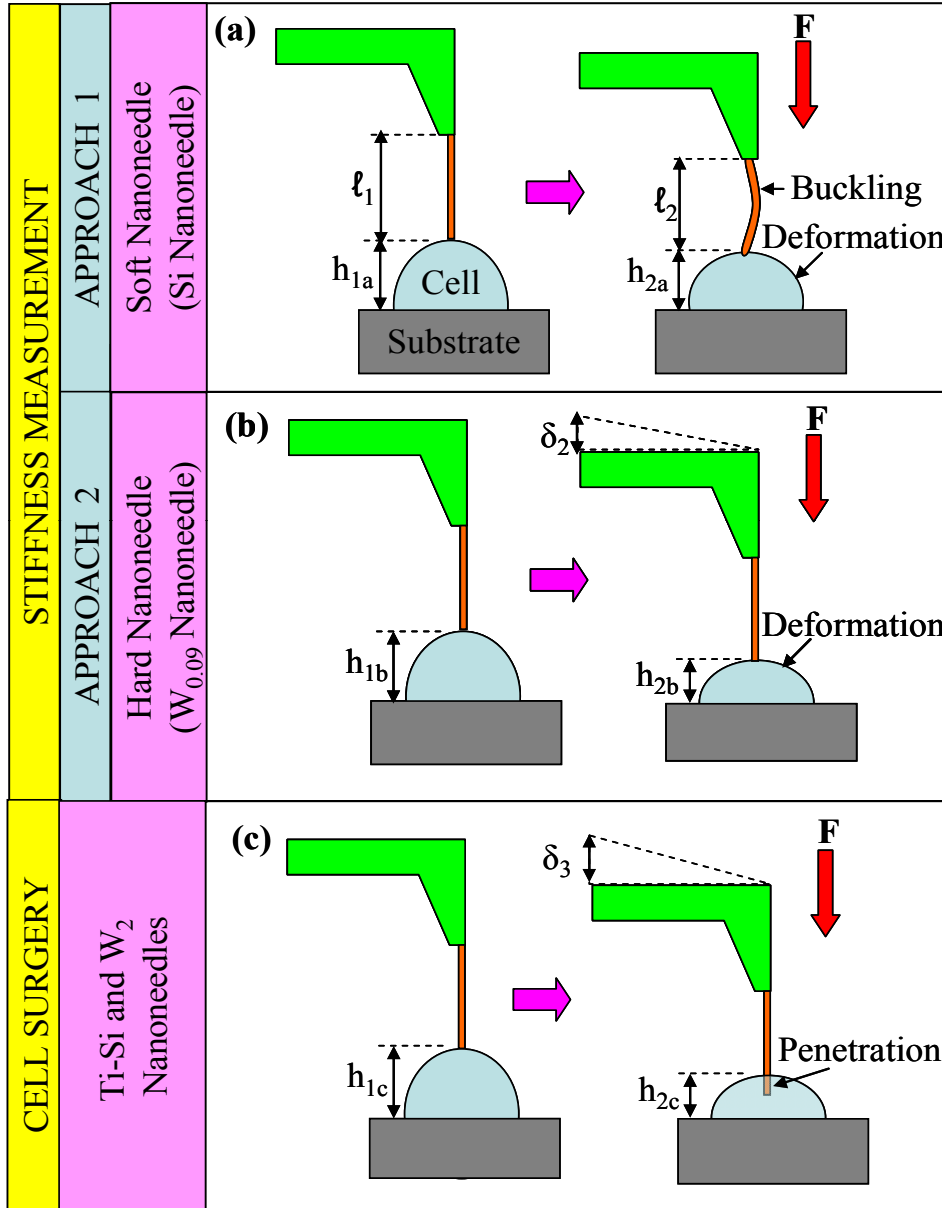 STIFFNESS MEASUREMENT
APPROACH 1
Soft Nanoneedle
(Si Nanoneedle)
(a)
F
ℓ₁
h₁ₐ
Cell
Substrate
ℓ₂
h₂ₐ
Buckling
Deformation
APPROACH 2
Hard Nanoneedle
(W₀.₀₉ Nanoneedle)
(b)
F
δ₂
h1b
h2b
Deformation
CELL SURGERY
Ti-Si and W₂
Nanoneedles
(c)
F
δ₃
h1c
h2c
Penetration